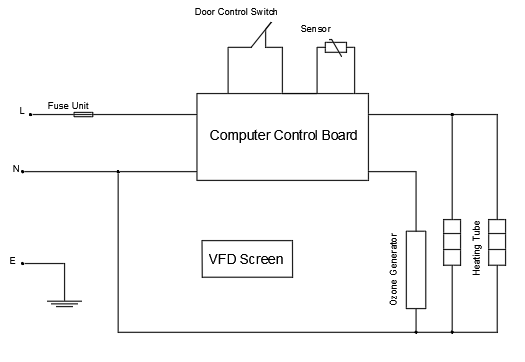 Door Control Switch
Sensor
Fuse Unit
L
Computer Control Board
N
Ozone Generator
Heating Tube
VFD Screen
E